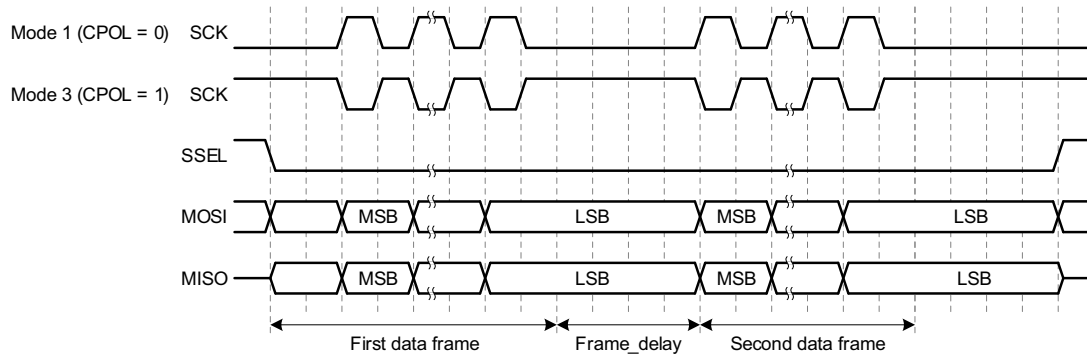 Mode 1 (CPOL = 0) SCK
Mode 3 (CPOL = 1) SCK
SSEL
MOSI MSB LSB MSB LSB
MISO MSB LSB MSB LSB
First data frame Frame_delay Second data frame